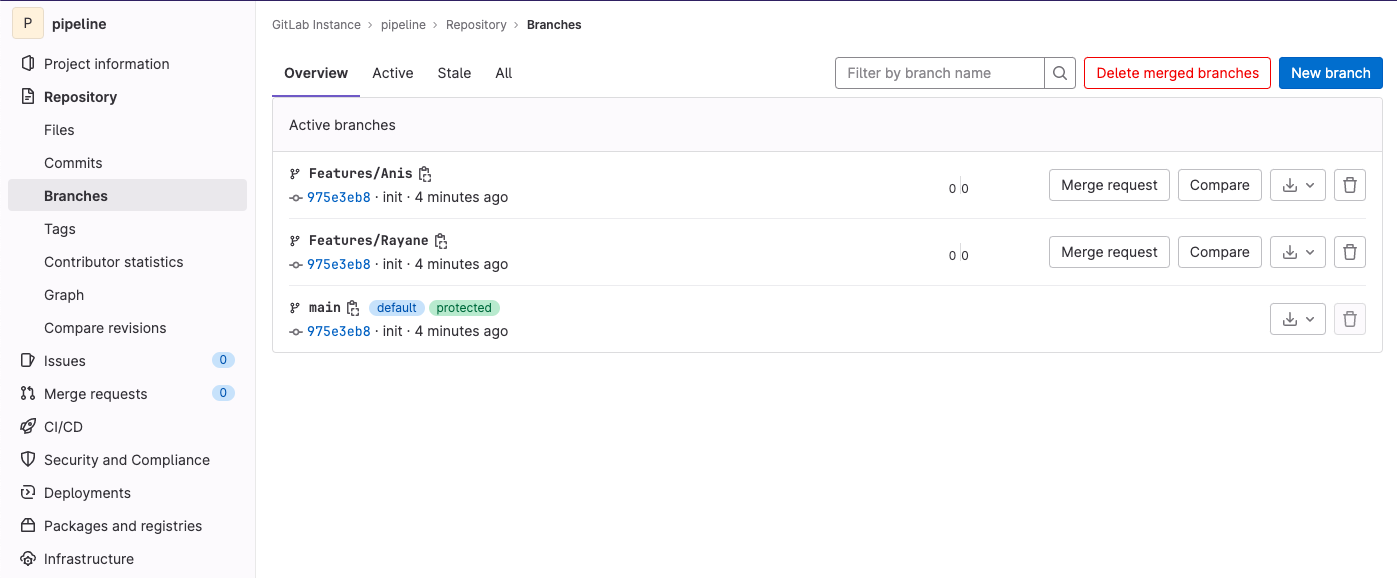 P pipeline
Project information
Repository
Files
Commits
Branches
Tags
Contributor statistics
Graph
Compare revisions
Issues 0
Merge requests 0
CI/CD
Security and Compliance
Deployments
Packages and registries
Infrastructure
GitLab Instance › pipeline › Repository › Branches
Overview Active Stale All Filter by branch name Delete merged branches New branch
Active branches
Features/Anis
975e3eb8 · init · 4 minutes ago
0 0 Merge request Compare
Features/Rayane
975e3eb8 · init · 4 minutes ago
0 0 Merge request Compare
main default protected
975e3eb8 · init · 4 minutes ago